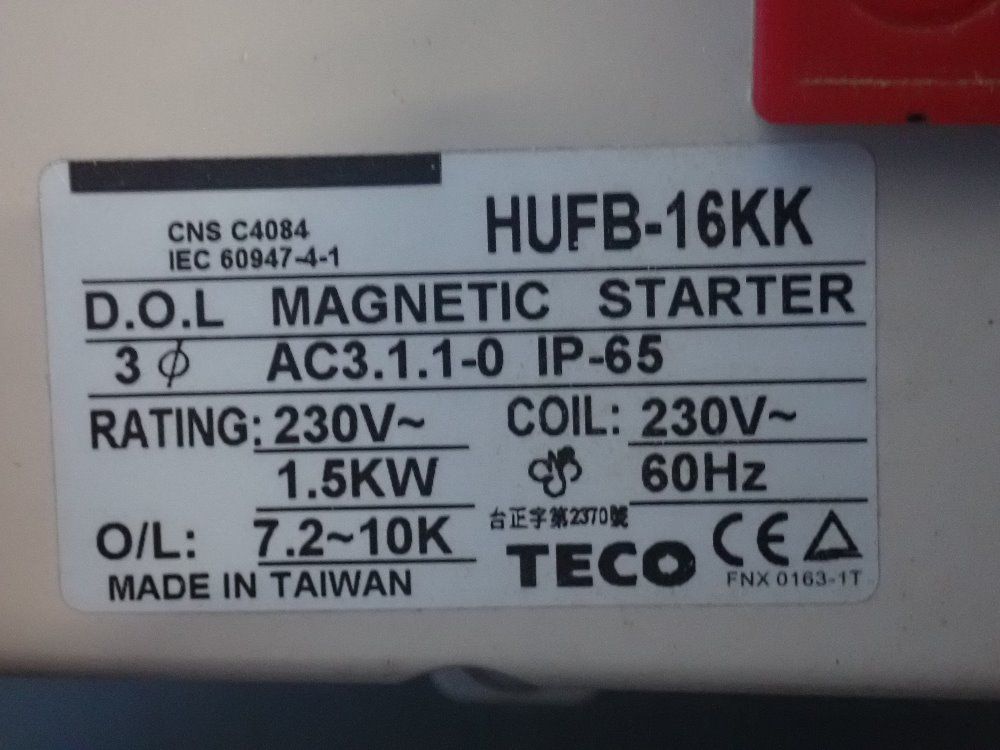 CNS C4084
IEC 60947-4-1
HUFB-16KK
D.O.L MAGNETIC STARTER
3 ϕ AC3.1.1-0 IP-65
RATING: 230V~ COIL: 230V~
1.5KW 60Hz
O/L: 7.2~10K
台正字第2370號
TECO CE
FNX 0163-1T
MADE IN TAIWAN